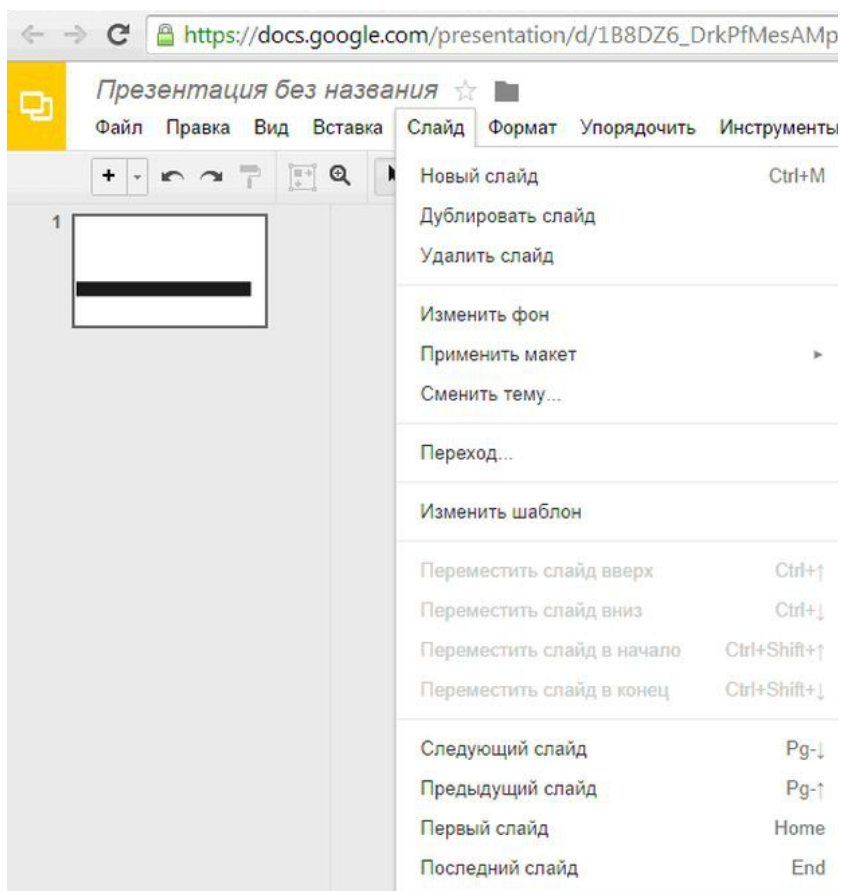 https://docs.google.com/presentation/d/1B8DZ6_DrkPfMesAMp
Презентация без названия
Файл Правка Вид Вставка Слайд Формат Упорядочить Инструменты
1
Новый слайд Ctrl+M
Дублировать слайд
Удалить слайд
Изменить фон
Применить макет
Сменить тему...
Переход...
Изменить шаблон
Переместить слайд вверх Ctrl+↑
Переместить слайд вниз Ctrl+↓
Переместить слайд в начало Ctrl+Shift+↑
Переместить слайд в конец Ctrl+Shift+↓
Следующий слайд Pg-↓
Предыдущий слайд Pg-↑
Первый слайд Home
Последний слайд End